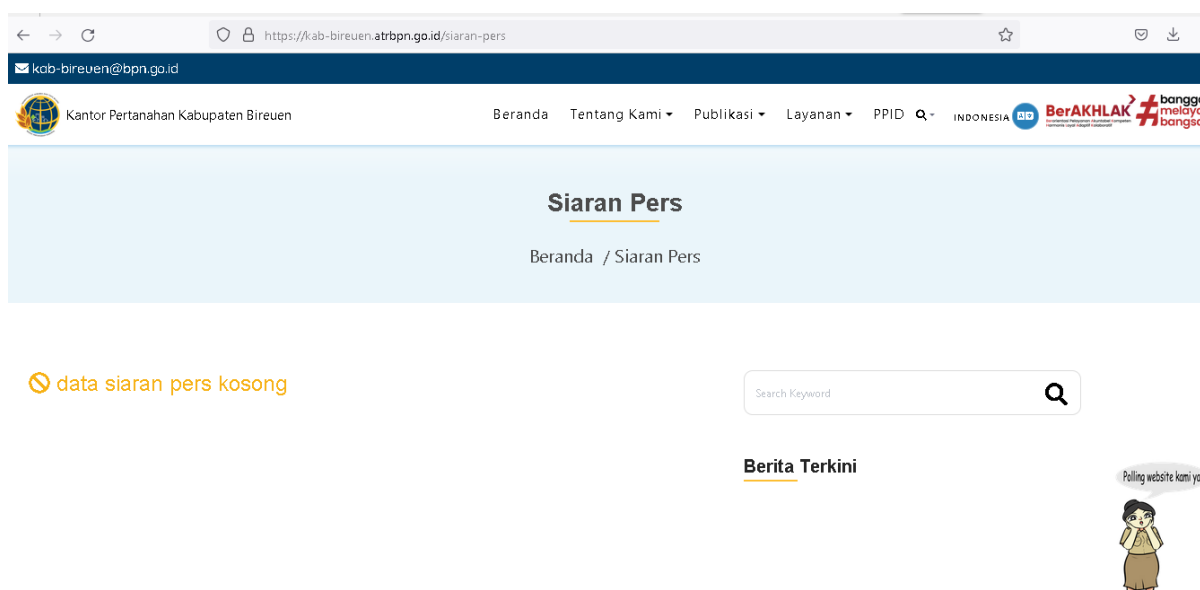 https://kab-bireuen.atrbpn.go.id/siaran-pers
kab-bireuen@bpn.go.id
Kantor Pertanahan Kabupaten Bireuen
Beranda Tentang Kami Publikasi Layanan PPID INDONESIA BerAKHLAK
#
Siaran Pers
Beranda / Siaran Pers
data siaran pers kosong
Search Keyword
Berita Terkini
Polling website kami